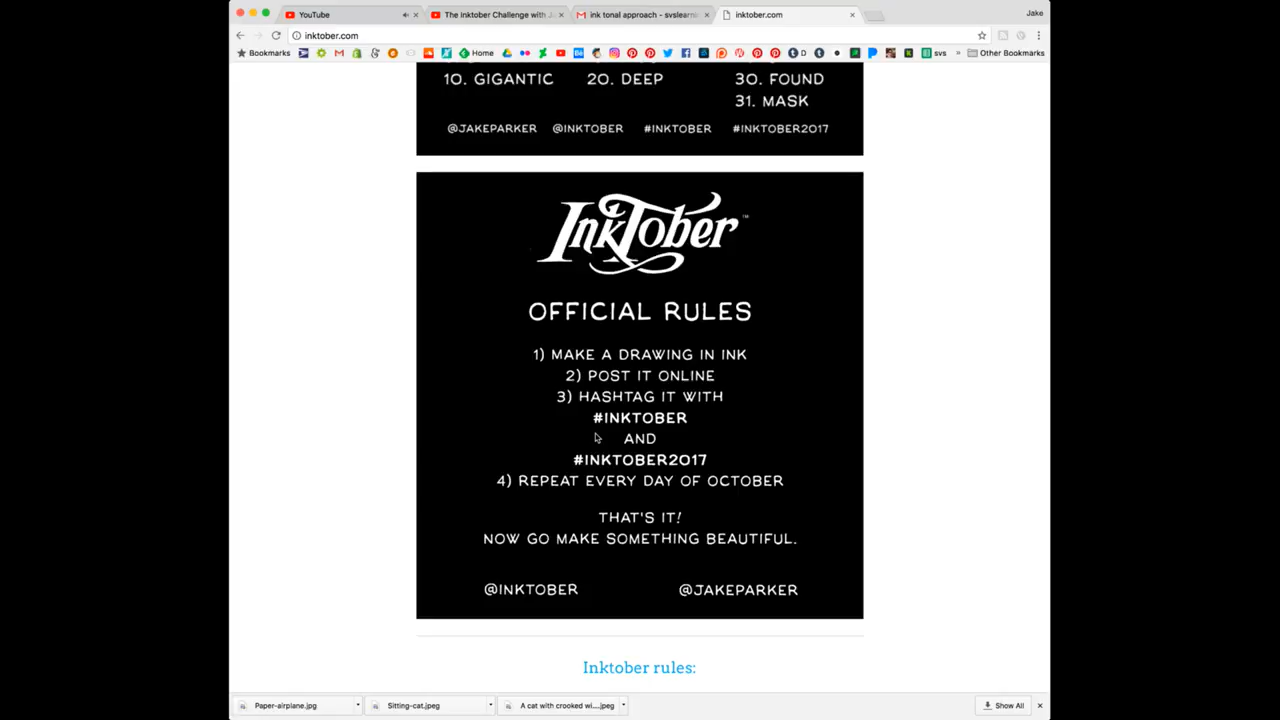 YouTube
The Inktober Challenge with J
ink tonal approach - svslearnin
inktober.com
Jake
inktober.com
Bookmarks
Home
D
svs
»
Other Bookmarks
10. GIGANTIC 20. DEEP 30. FOUND
31. MASK
@JAKEPARKER @INKTOBER #INKTOBER #INKTOBER2017
InkTober™
OFFICIAL RULES
1) MAKE A DRAWING IN INK
2) POST IT ONLINE
3) HASHTAG IT WITH
#INKTOBER
AND
#INKTOBER2017
4) REPEAT EVERY DAY OF OCTOBER
THAT'S IT!
NOW GO MAKE SOMETHING BEAUTIFUL.
@INKTOBER @JAKEPARKER
Inktober rules:
Paper-airplane.jpg
Sitting-cat.jpeg
A cat with crooked wi....jpeg
Show All